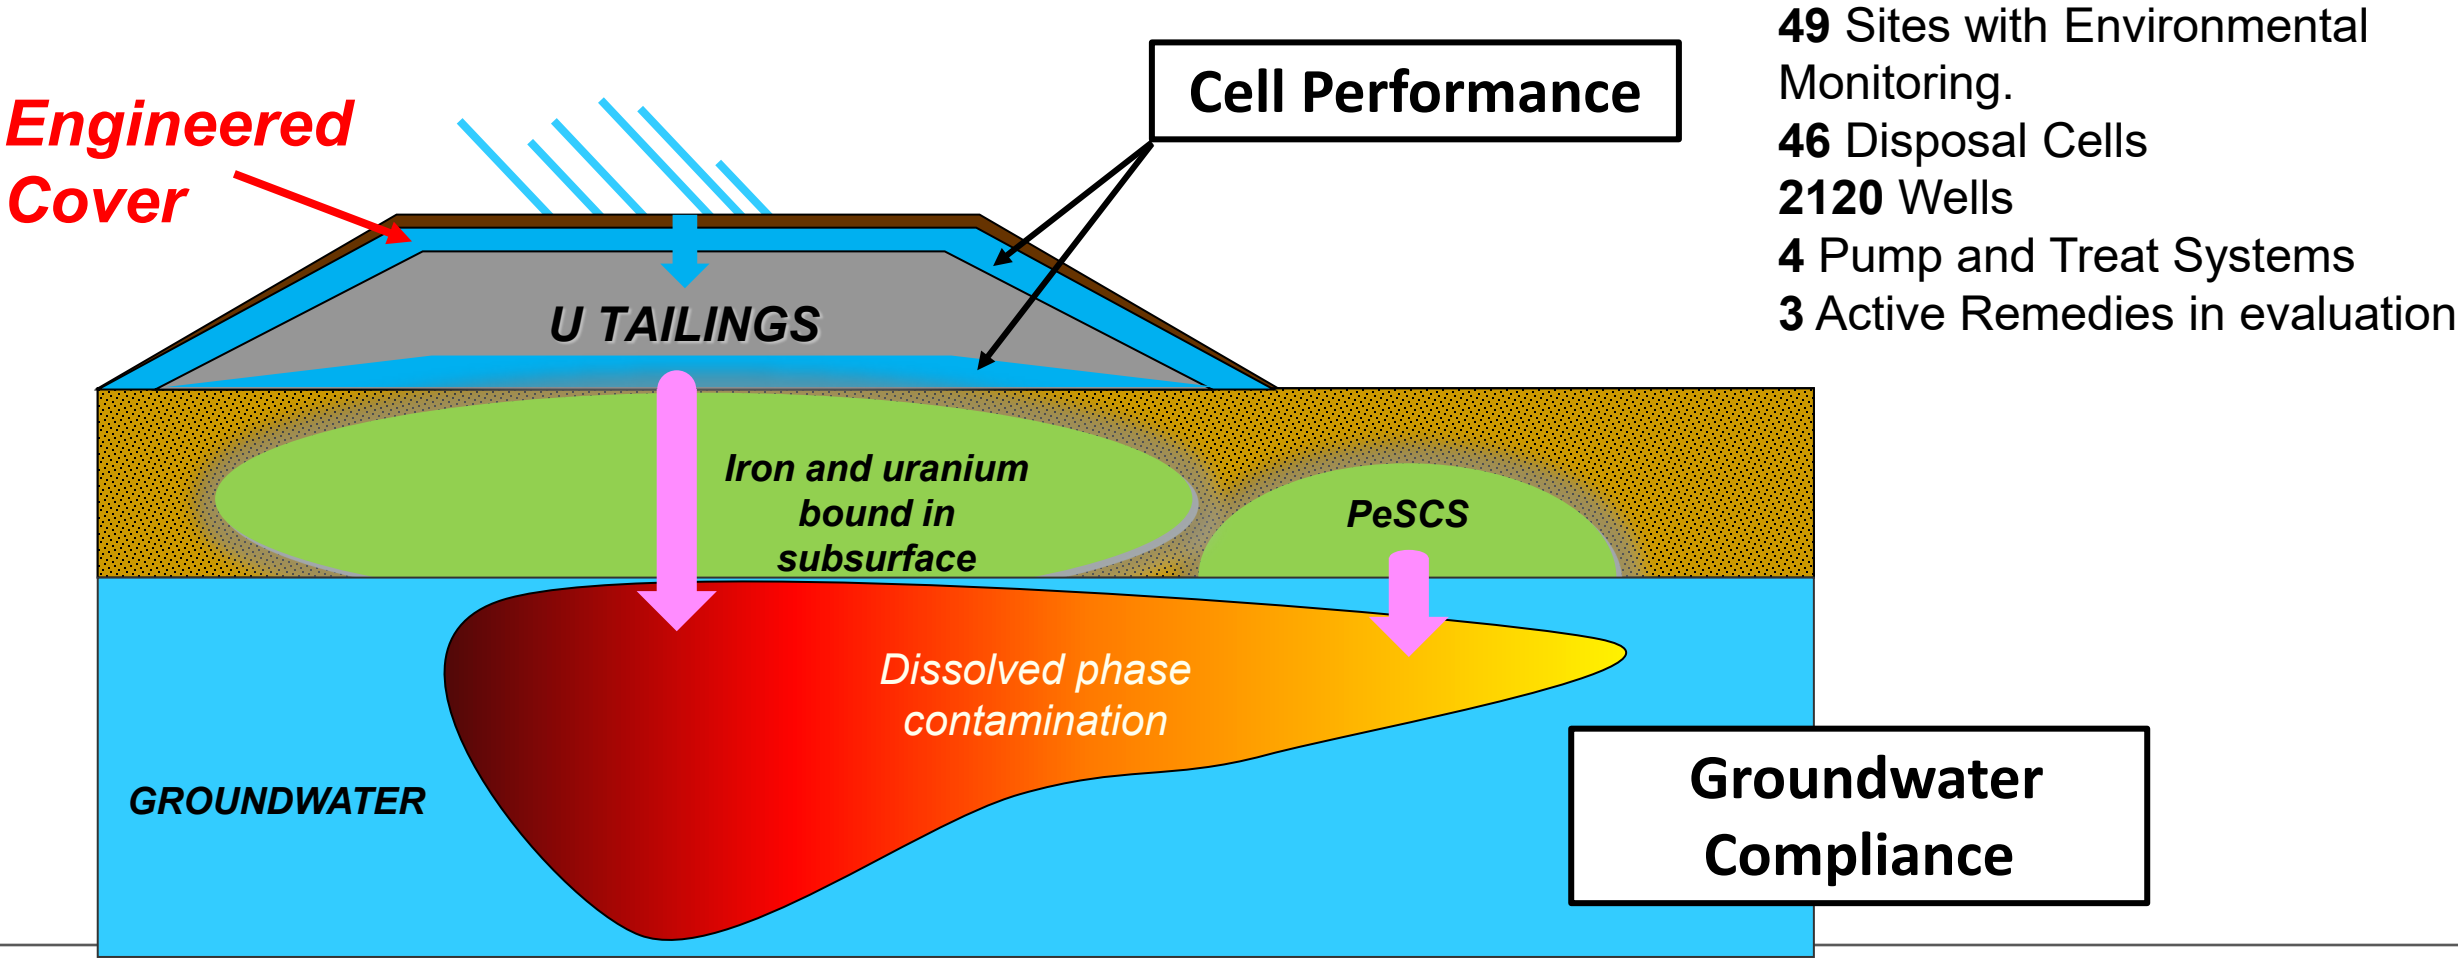 49 Sites with Environmental
Monitoring.
46 Disposal Cells
2120 Wells
4 Pump and Treat Systems
3 Active Remedies in evaluation
Cell Performance
Engineered
Cover
U TAILINGS
Iron and uranium
bound in
subsurface
PeSCS
Dissolved phase
contamination
GROUNDWATER
Groundwater
Compliance